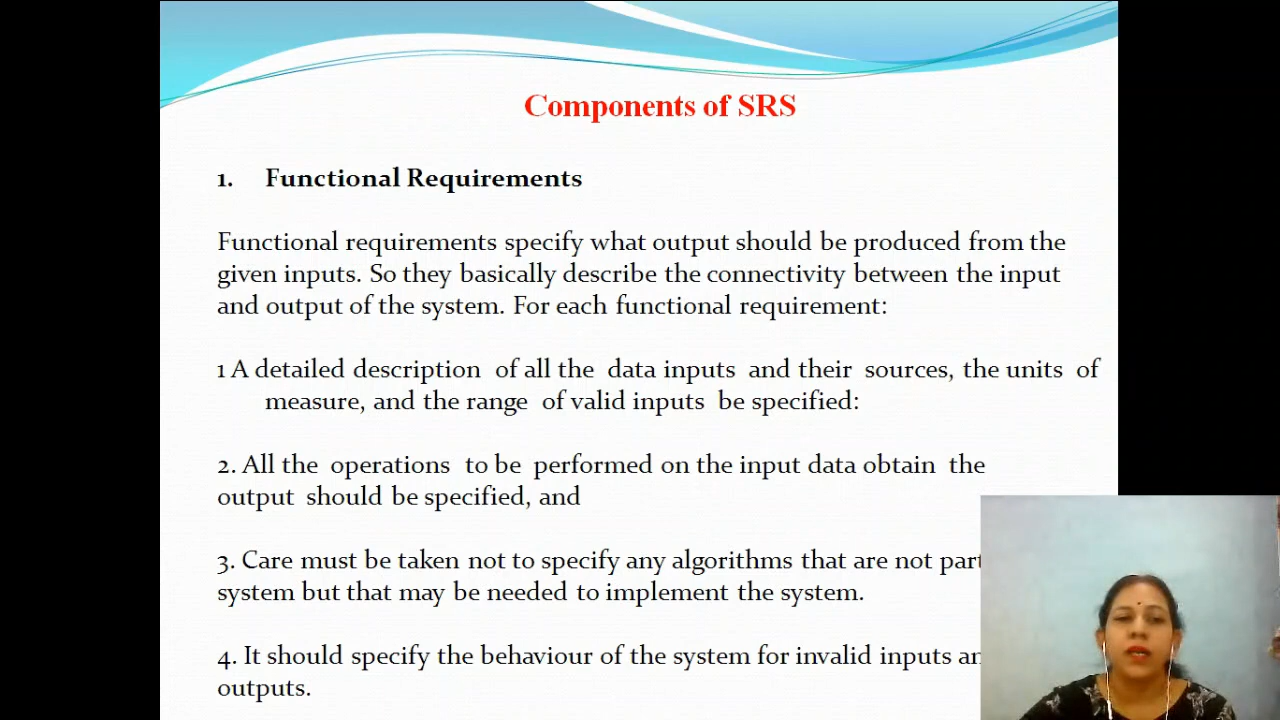 Components of SRS
1. Functional Requirements
Functional requirements specify what output should be produced from the
given inputs. So they basically describe the connectivity between the input
and output of the system. For each functional requirement:
1 A detailed description of all the data inputs and their sources, the units of
measure, and the range of valid inputs be specified:
2. All the operations to be performed on the input data obtain the
output should be specified, and
3. Care must be taken not to specify any algorithms that are not part
system but that may be needed to implement the system.
4. It should specify the behaviour of the system for invalid inputs
outputs.